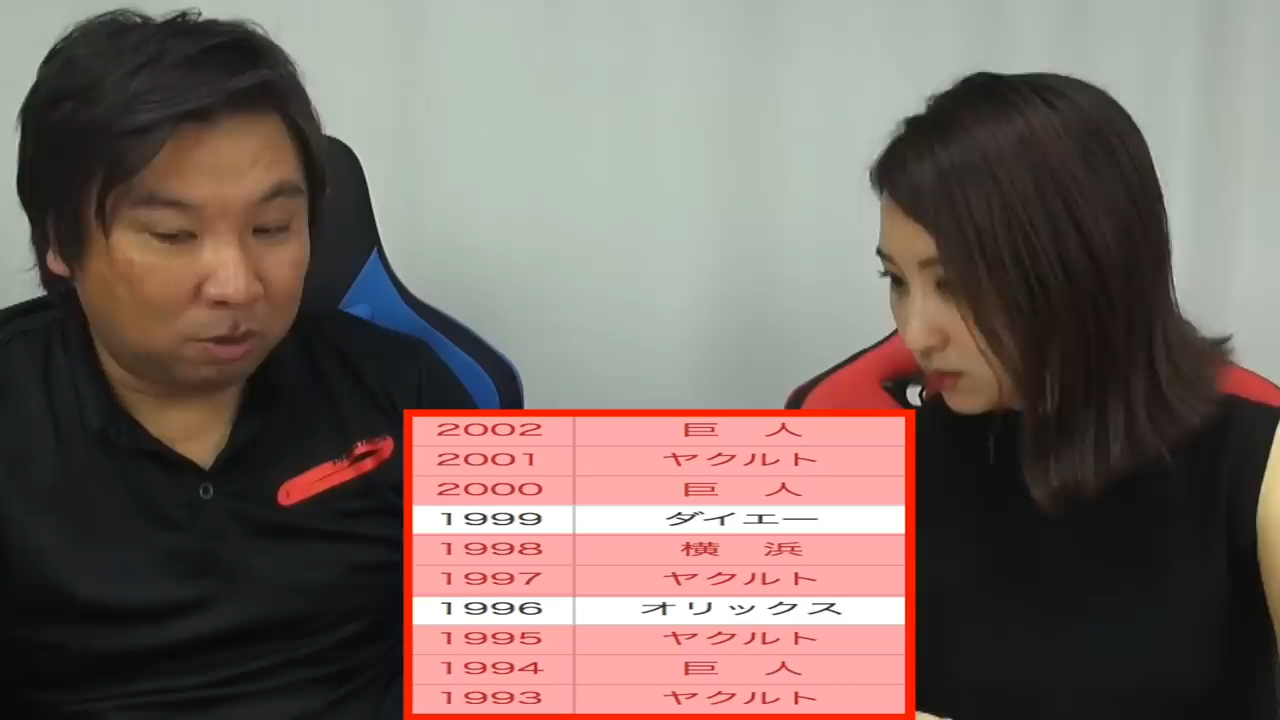 2002 巨 人
2001 ヤクルト
2000 巨 人
1999 ダイエー
1998 横 浜
1997 ヤクルト
1996 オリックス
1995 ヤクルト
1994 巨 人
1993 ヤクルト